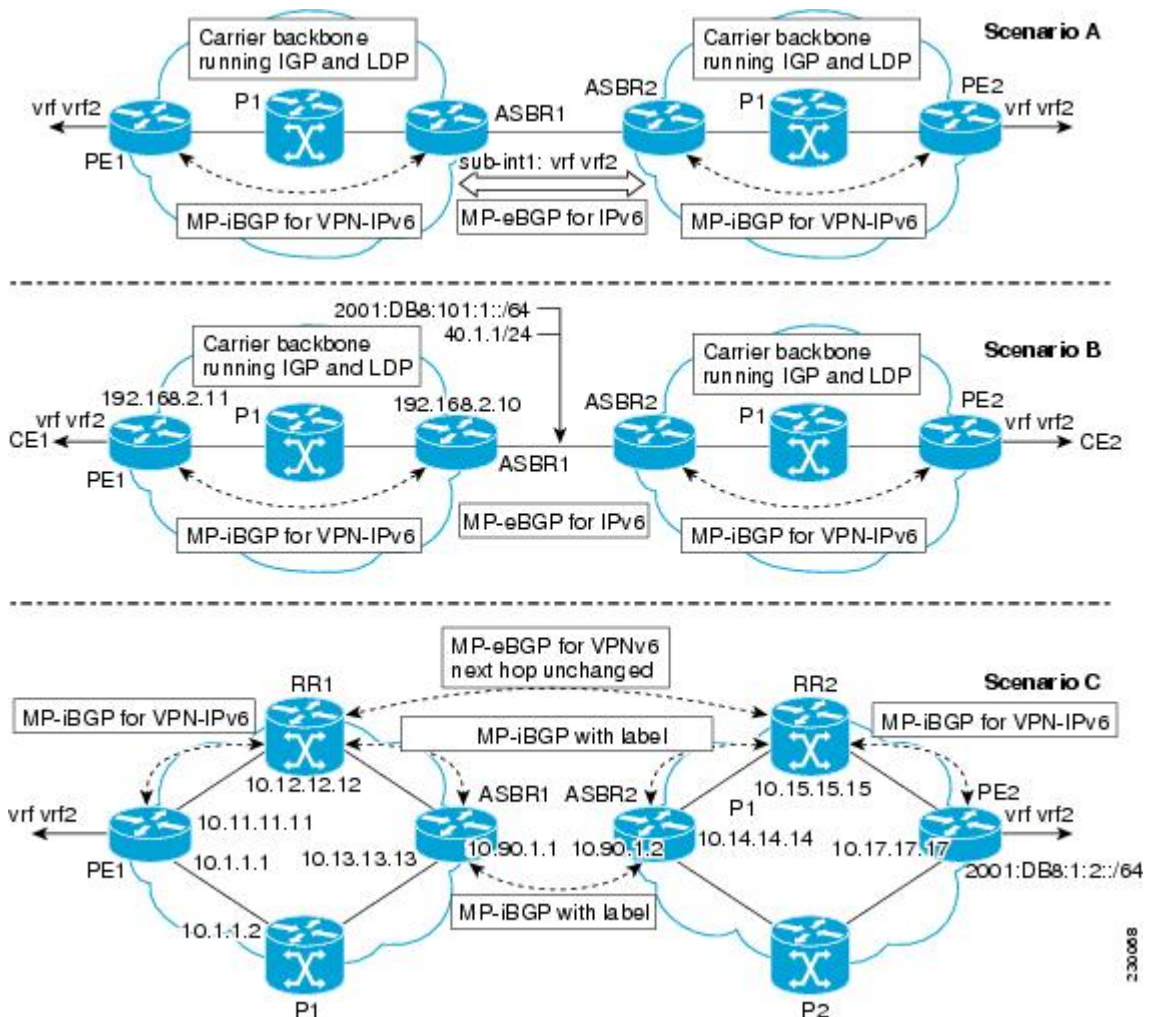 Scenario A
Carrier backbone
running IGP and LDP
Carrier backbone
running IGP and LDP
P1
ASBR1
ASBR2
P1
PE2
vrf vrf2
vrf vrf2
PE1
sub-int1: vrf vrf2
MP-iBGP for VPN-IPv6
MP-eBGP for IPv6
MP-iBGP for VPN-IPv6
2001:DB8:101:1::/64
40.1.1/24
Scenario B
Carrier backbone
running IGP and LDP
Carrier backbone
running IGP and LDP
192.168.2.11
P1
192.168.2.10
ASBR2
P1
PE2
vrf vrf2
CE1
vrf vrf2
CE2
PE1
ASBR1
MP-iBGP for VPN-IPv6
MP-eBGP for IPv6
MP-iBGP for VPN-IPv6
MP-eBGP for VPNv6
next hop unchanged
Scenario C
RR1
RR2
MP-iBGP for VPN-IPv6
MP-iBGP with label
MP-iBGP for VPN-IPv6
10.12.12.12
10.15.15.15
ASBR1
ASBR2
P1
PE2
vrf vrf2
vrf vrf2
10.11.11.11
10.1.1.1
10.13.13.13
10.90.1.1
10.90.1.2
10.14.14.14
10.17.17.17
PE1
2001:DB8:1:2::/64
MP-iBGP with label
10.1.1.2
P1
P2
230068